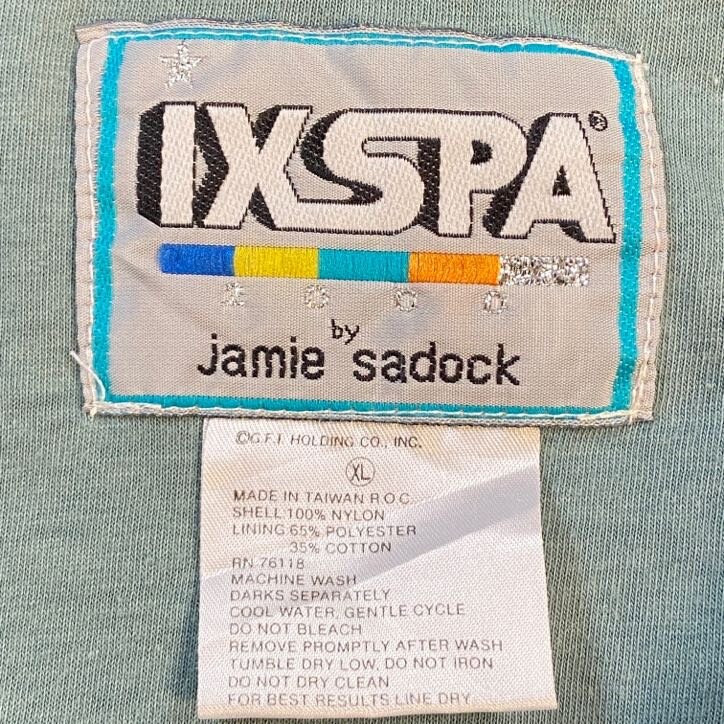 IXSPA®
2000
by
jamie sadock
©G.F.I. HOLDING CO., INC.
XL
MADE IN TAIWAN R.O.C.
SHELL:100% NYLON
LINING:65% POLYESTER
35% COTTON
RN 76118
MACHINE WASH
DARKS SEPARATELY
COOL WATER, GENTLE CYCLE
DO NOT BLEACH
REMOVE PROMPTLY AFTER WASH
TUMBLE DRY LOW, DO NOT IRON
DO NOT DRY CLEAN
FOR BEST RESULTS LINE DRY